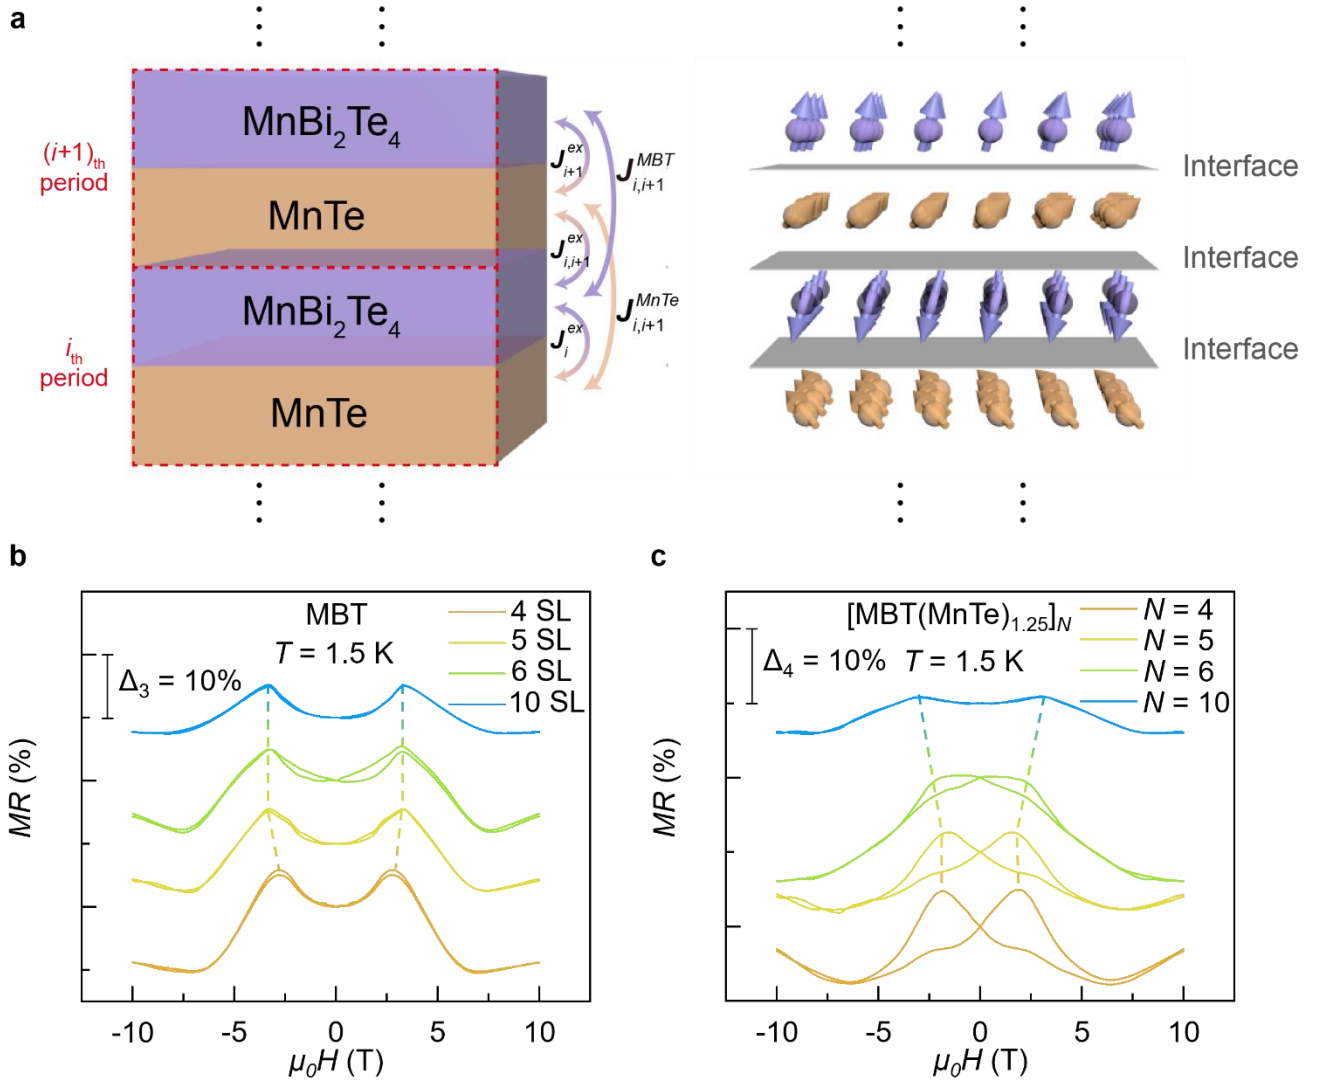 a
MnBi₂Te₄
MnTe
MnBi₂Te₄
MnTe
(i+1)th
period
ith
period
J i+1 ex
J i,i+1 ex
J i ex
J i,i+1 MBT
J i,i+1 MnTe
Interface
Interface
Interface
b
MBT
T = 1.5 K
Δ₃ = 10%
4 SL
5 SL
6 SL
10 SL
MR (%)
-10 -5 0 5 10
μ₀H (T)
c
[MBT(MnTe)₁.₂₅]N
Δ₄ = 10% T = 1.5 K
N = 4
N = 5
N = 6
N = 10
MR (%)
-10 -5 0 5 10
μ₀H (T)